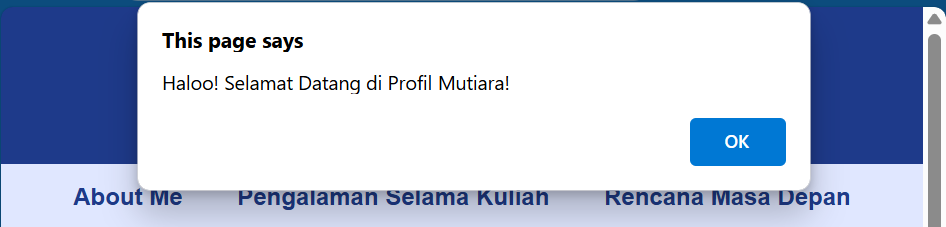 This page says
Haloo! Selamat Datang di Profil Mutiara!
OK
About Me Pengalaman Selama Kuliah Rencana Masa Depan